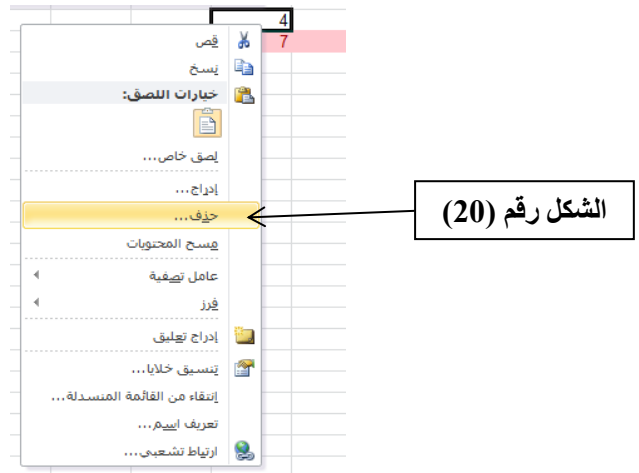 4
7
قص
نسخ
خيارات اللصق:
لصق خاص...
إدراج...
حذف...
مسح المحتويات
عامل تصفية
فرز
إدراج تعليق
تنسيق خلايا...
إنتقاء من القائمة المنسدلة...
تعريف اسم...
ارتباط تشعبي...
الشكل رقم (20)